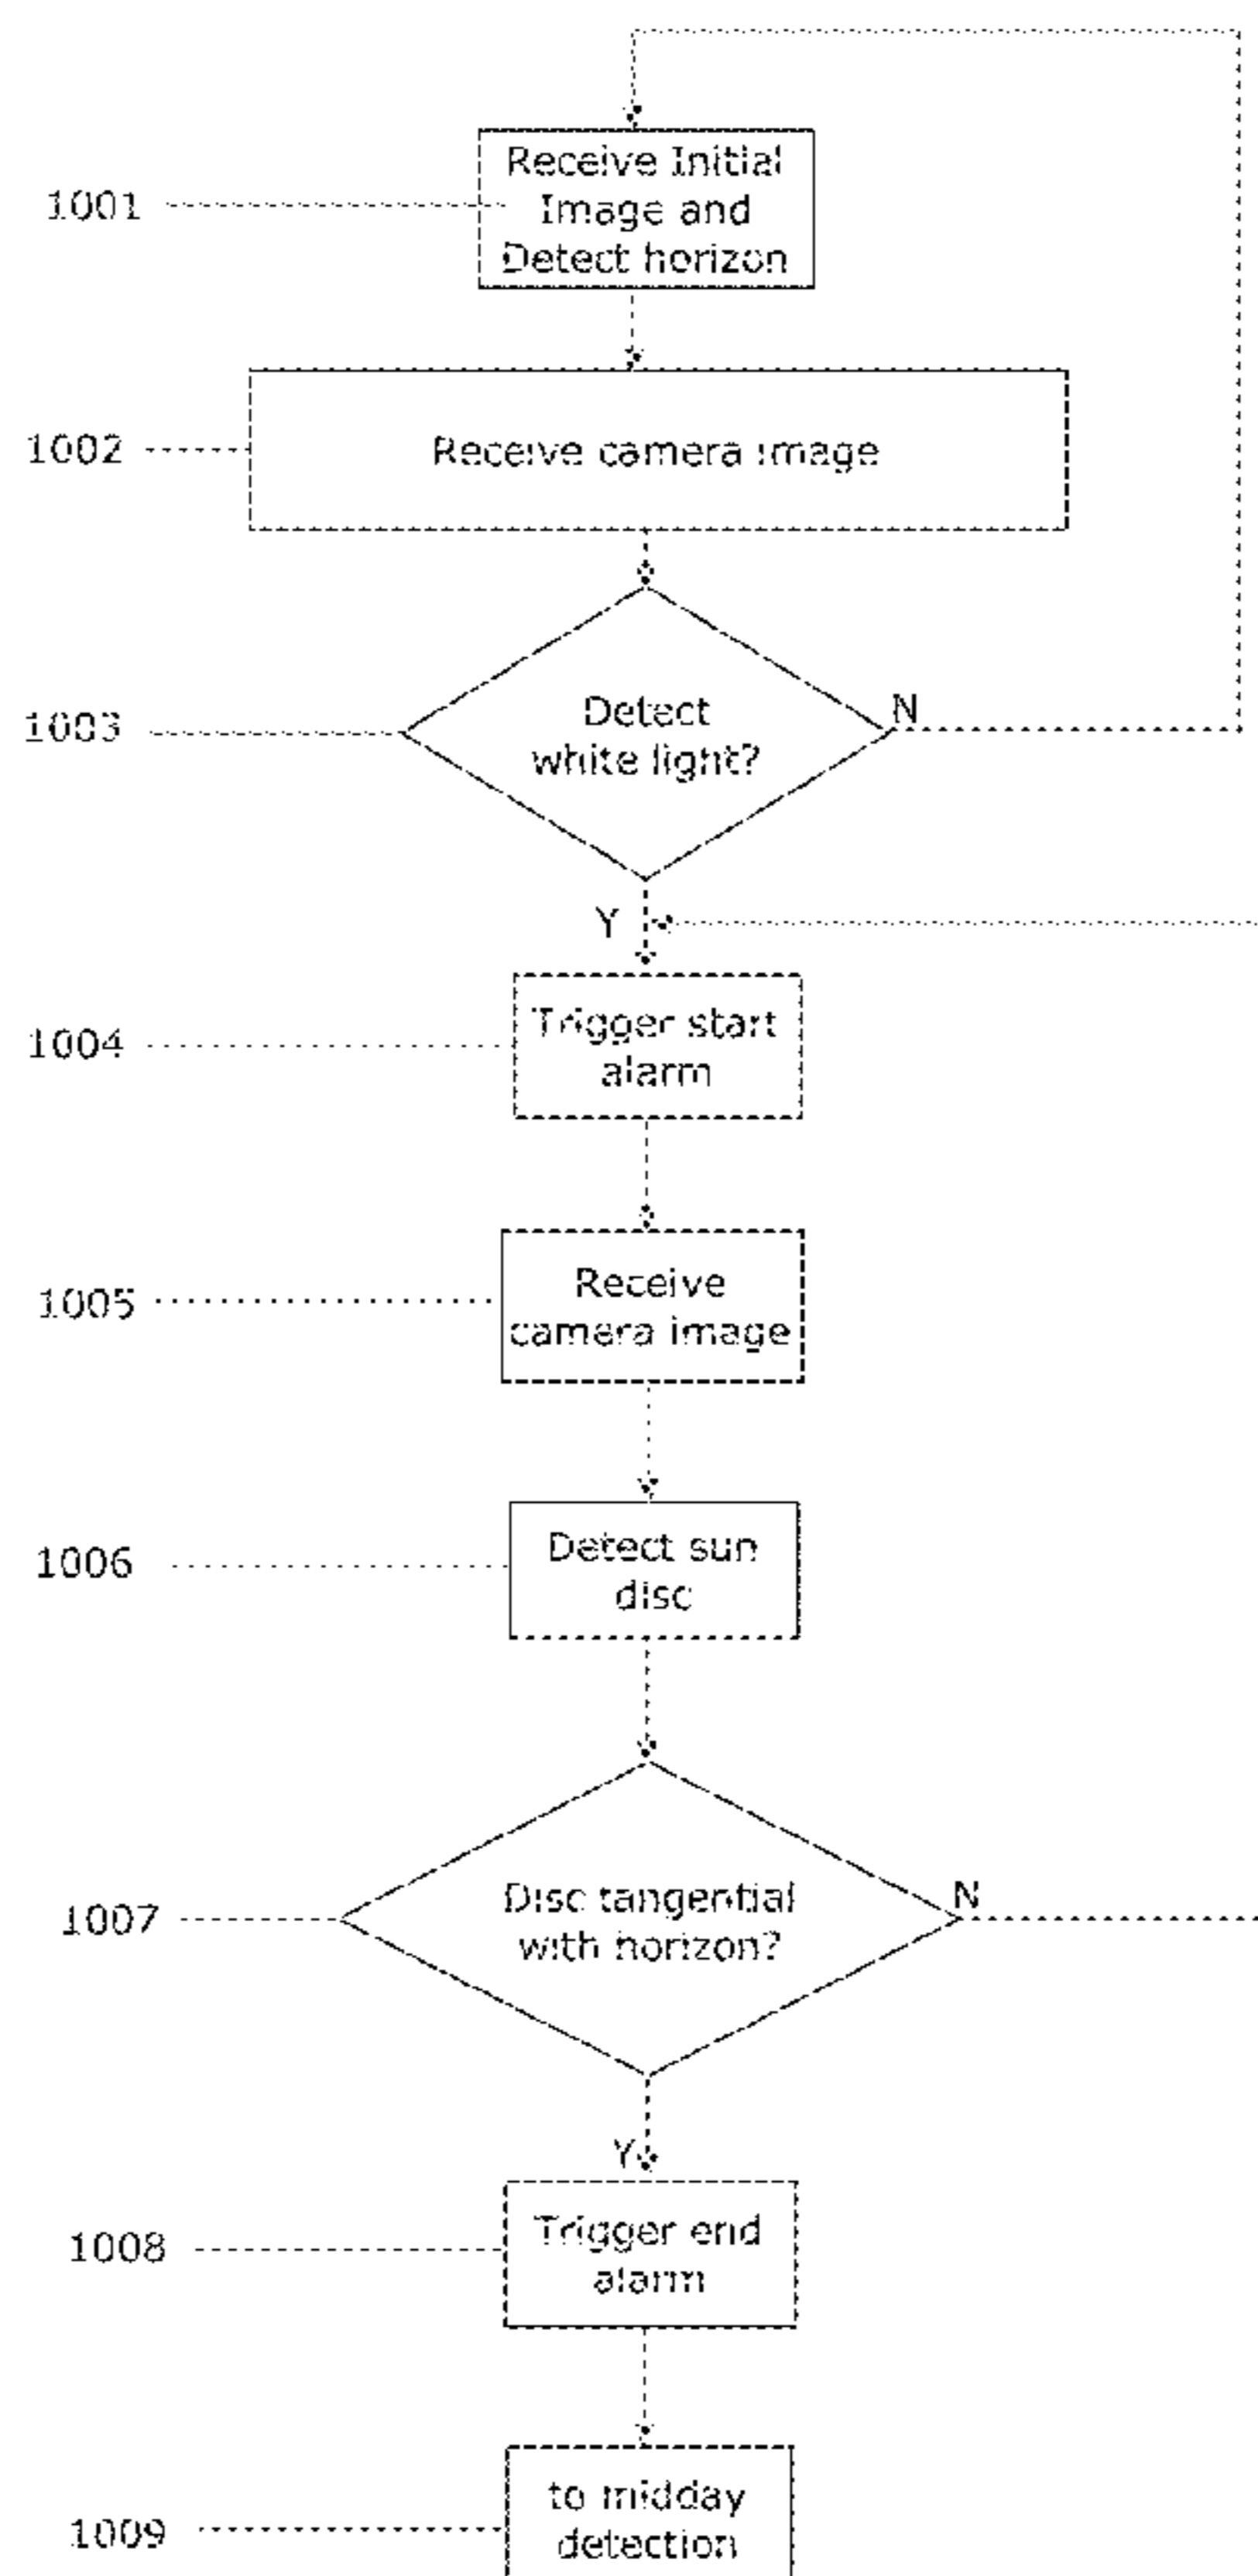 Receive Initial
Image and
Detect horizon
1001
Receive camera image
1002
Detect
white light?
N
1003
Y
Trigger start
alarm
1004
Receive
camera image
1005
Detect sun
disc
1006
Disc tangential
with horizon?
N
1007
Y
Trigger end
alarm
1008
to midday
detection
1009